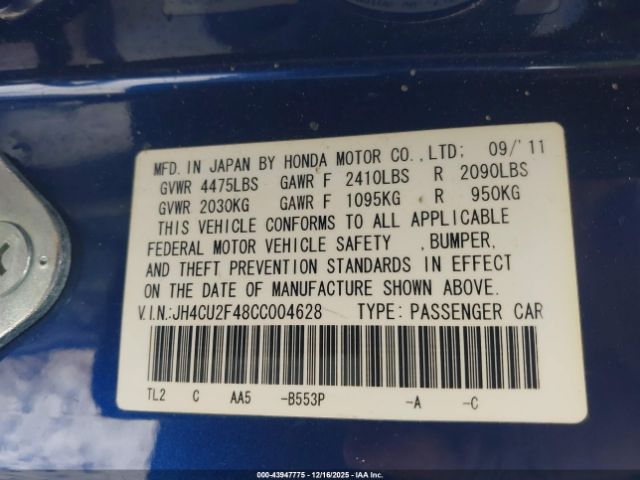 MFD. IN JAPAN BY HONDA MOTOR CO.,LTD; 09/'11
GVWR 4475LBS GAWR F 2410LBS R 2090LBS
GVWR 2030KG GAWR F 1095KG R 950KG
THIS VEHICLE CONFORMS TO ALL APPLICABLE
FEDERAL MOTOR VEHICLE SAFETY ,BUMPER,
AND THEFT PREVENTION STANDARDS IN EFFECT
ON THE DATE OF MANUFACTURE SHOWN ABOVE.
V.I.N.:JH4CU2F48CC004628 TYPE: PASSENGER CAR
TL2 C AA5 -B553P -A -C
000-43947775 - 12/16/2025 - IAA Inc.